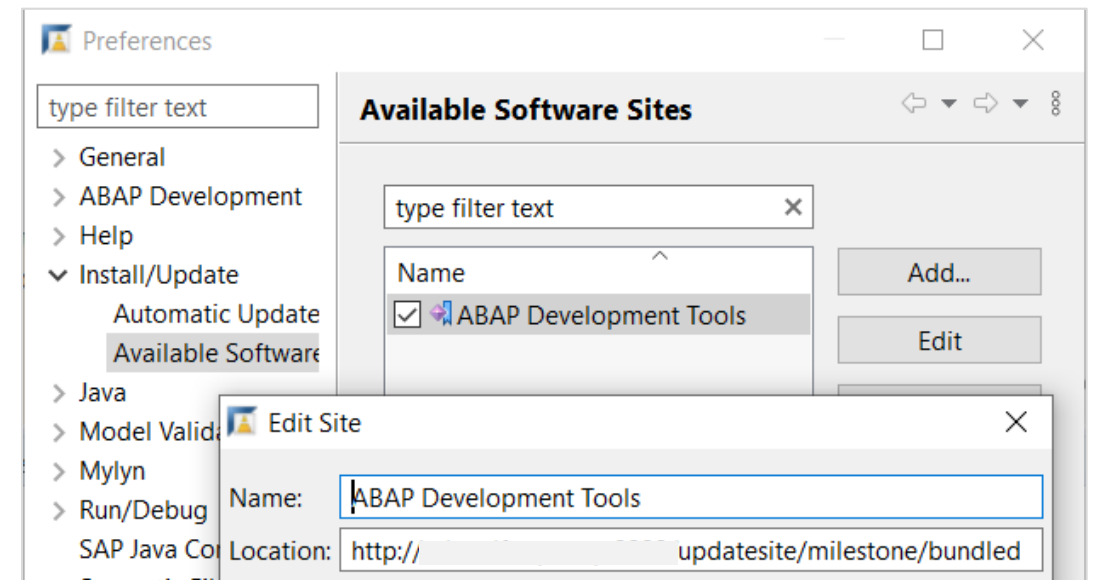 Preferences
type filter text
General
ABAP Development
Help
Install/Update
Automatic Update
Available Software
Java
Model Valid
Mylyn
Run/Debug
SAP Java Co
Available Software Sites
type filter text
Name
ABAP Development Tools
Add...
Edit
Edit Site
Name: ABAP Development Tools
Location: http:// updatesite/milestone/bundled